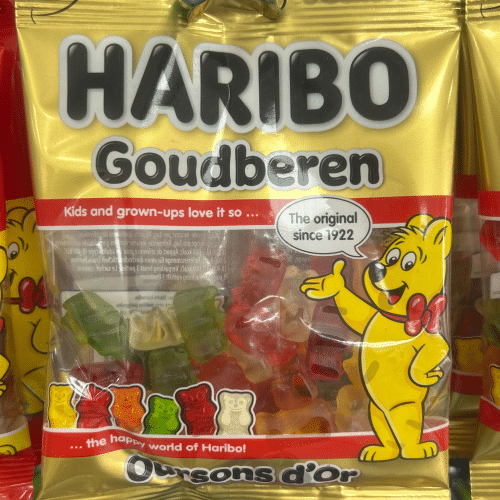 HARIBO
Goudberen
Kids and grown-ups love it so ...
The original
since 1922
... the happy world of Haribo!
Oursons d'or